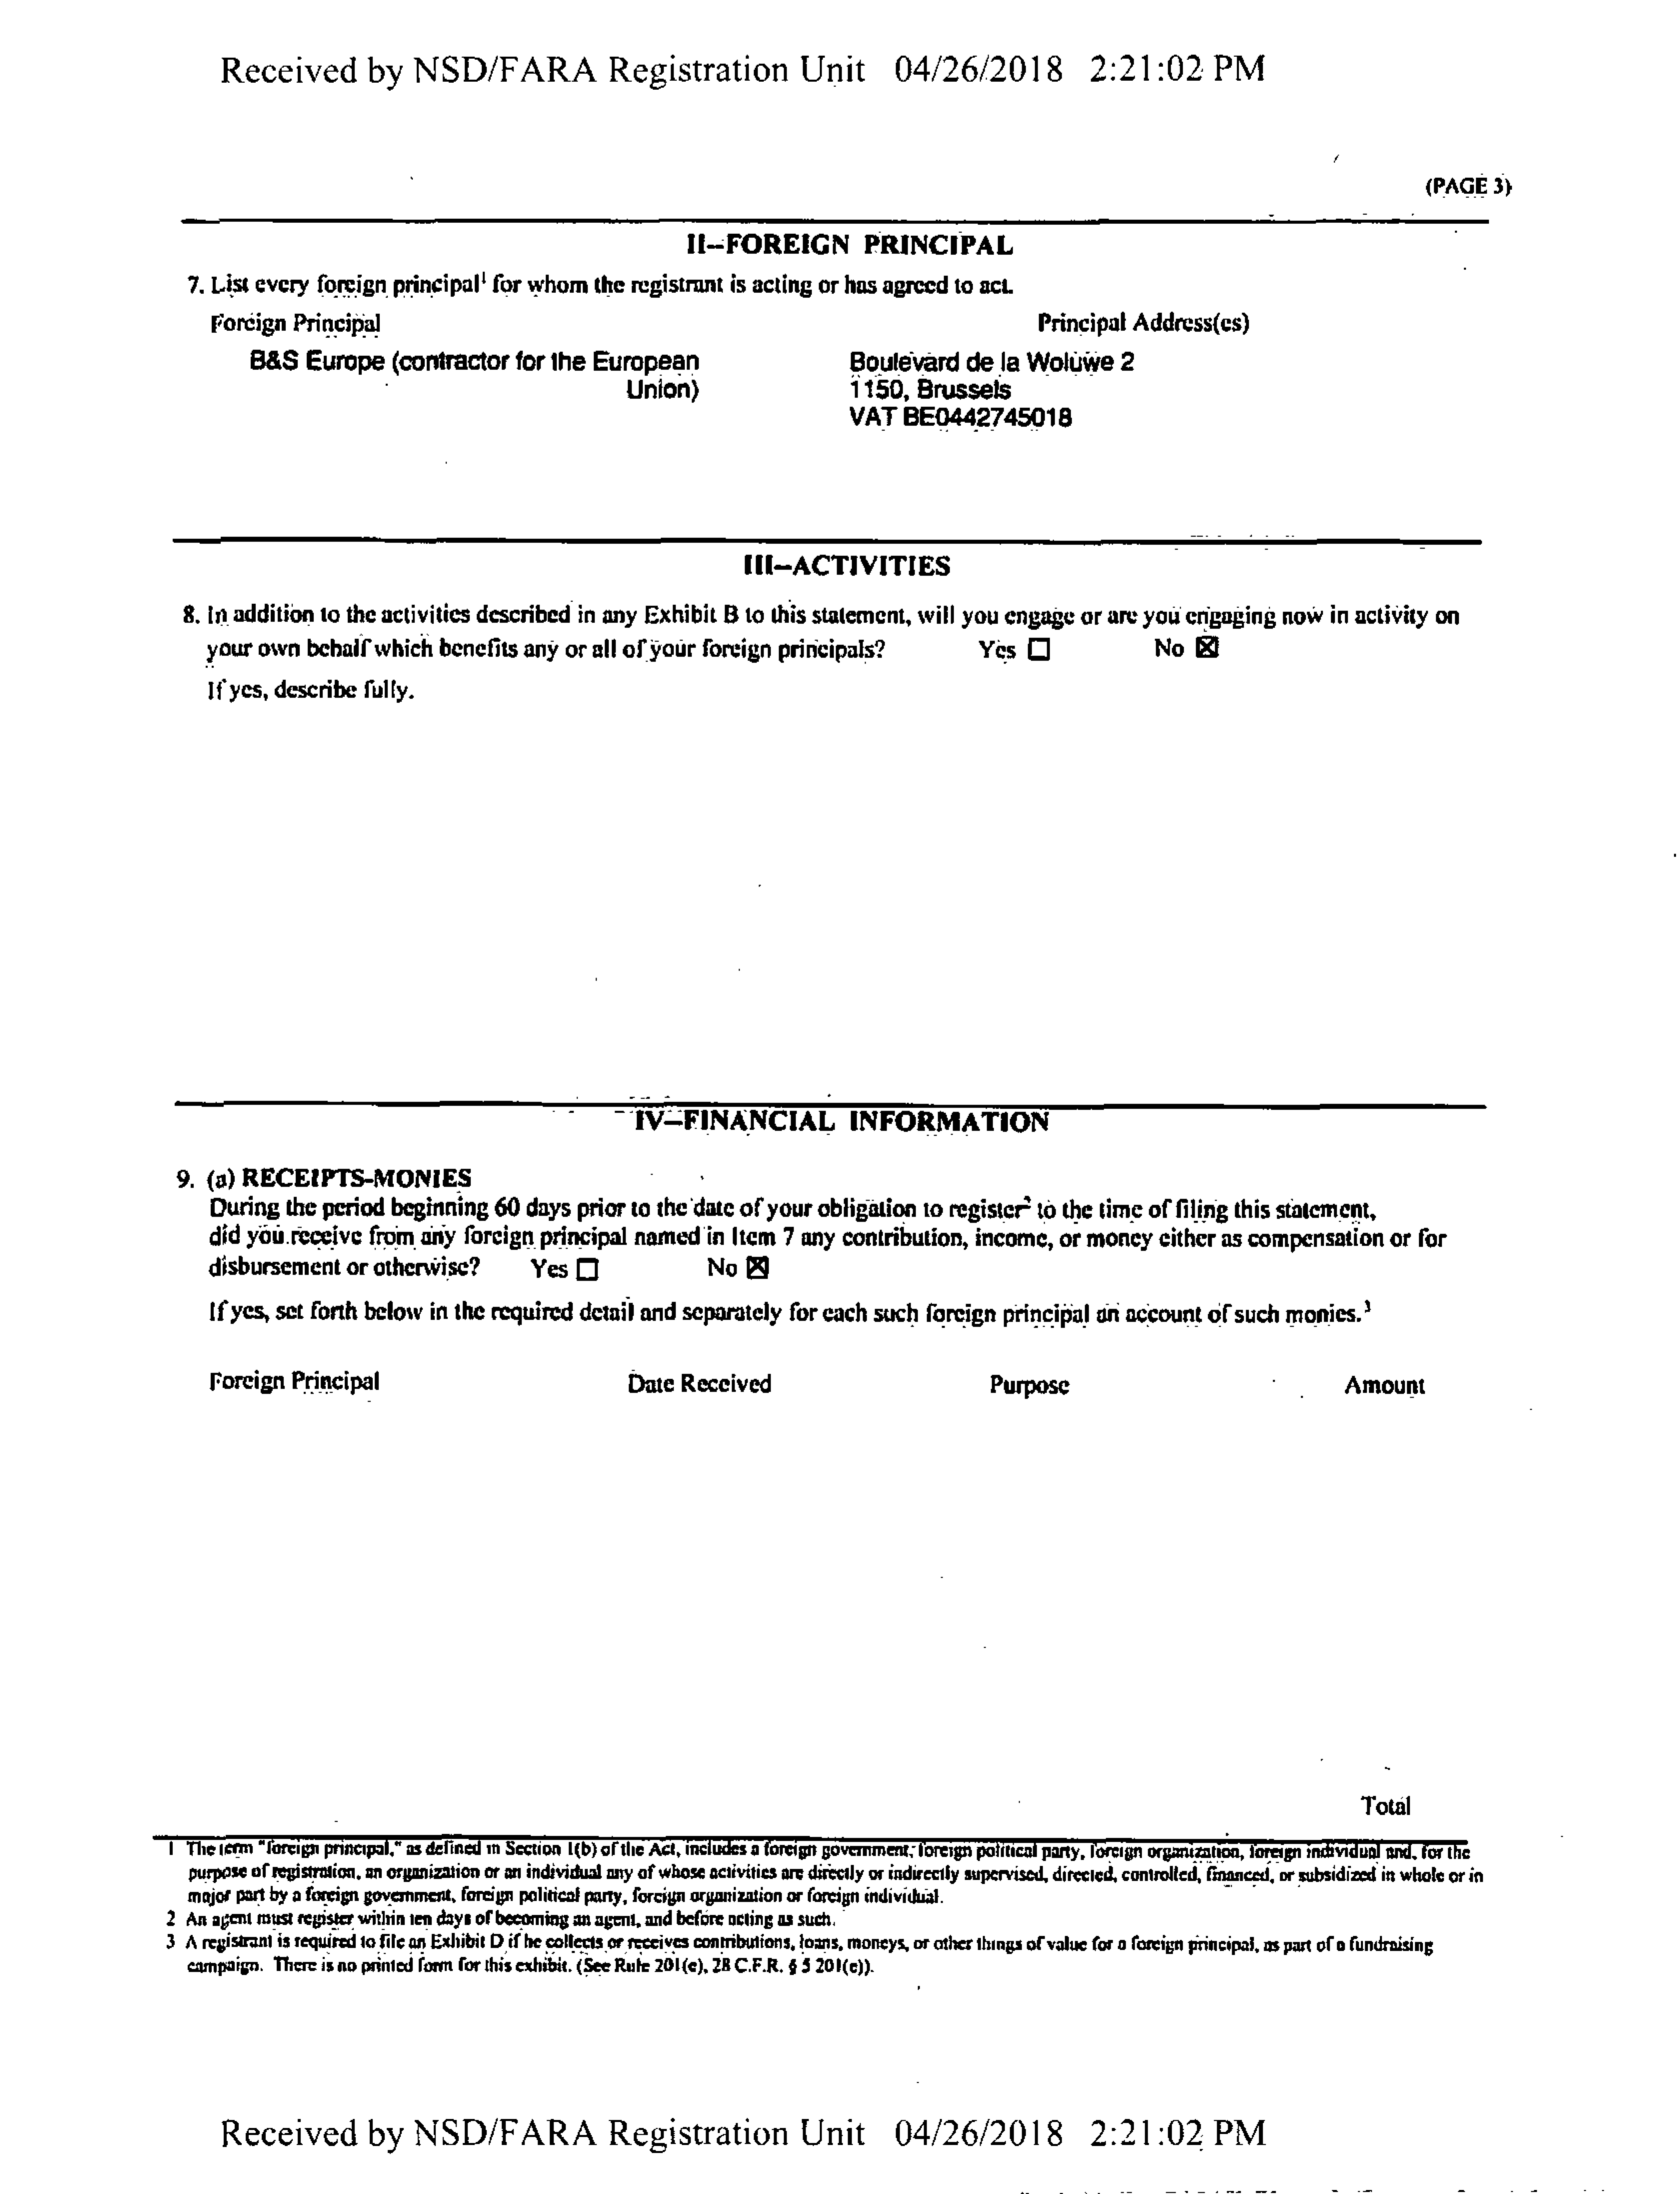 Received by NSD/FARA Registration Unit 04/26/2018 2:21:02 PM
(PAGE 3)
II–FOREIGN PRINCIPAL
7. List every foreign principal¹ for whom the registrant is acting or has agreed to act.
Foreign Principal Principal Address(es)
B&S Europe (contractor for the European Boulevard de la Woluwe 2
Union) 1150, Brussels
VAT BE0442745018
III–ACTIVITIES
8. In addition to the activities described in any Exhibit B to this statement, will you engage or are you engaging now in activity on
your own behalf which benefits any or all of your foreign principals? Yes ☐ No ☒
If yes, describe fully.
IV–FINANCIAL INFORMATION
9. (a) RECEIPTS-MONIES
During the period beginning 60 days prior to the date of your obligation to register² to the time of filing this statement,
did you receive from any foreign principal named in Item 7 any contribution, income, or money either as compensation or for
disbursement or otherwise? Yes ☐ No ☒
If yes, set forth below in the required detail and separately for each such foreign principal an account of such monies.³
Foreign Principal Date Received Purpose Amount
Total
1 The term "foreign principal," as defined in Section 1(b) of the Act, includes a foreign government, foreign political party, foreign organization, foreign individual and, for the
purpose of registration, an organization or an individual any of whose activities are directly or indirectly supervised, directed, controlled, financed, or subsidized in whole or in
major part by a foreign government, foreign political party, foreign organization or foreign individual.
2 An agent must register within ten days of becoming an agent, and before acting as such.
3 A registrant is required to file an Exhibit D if he collects or receives contributions, loans, moneys, or other things of value for a foreign principal, as part of a fundraising
campaign. There is no printed form for this exhibit. (See Rule 201(e), 28 C.F.R. § 5 201(e)).
Received by NSD/FARA Registration Unit 04/26/2018 2:21:02 PM